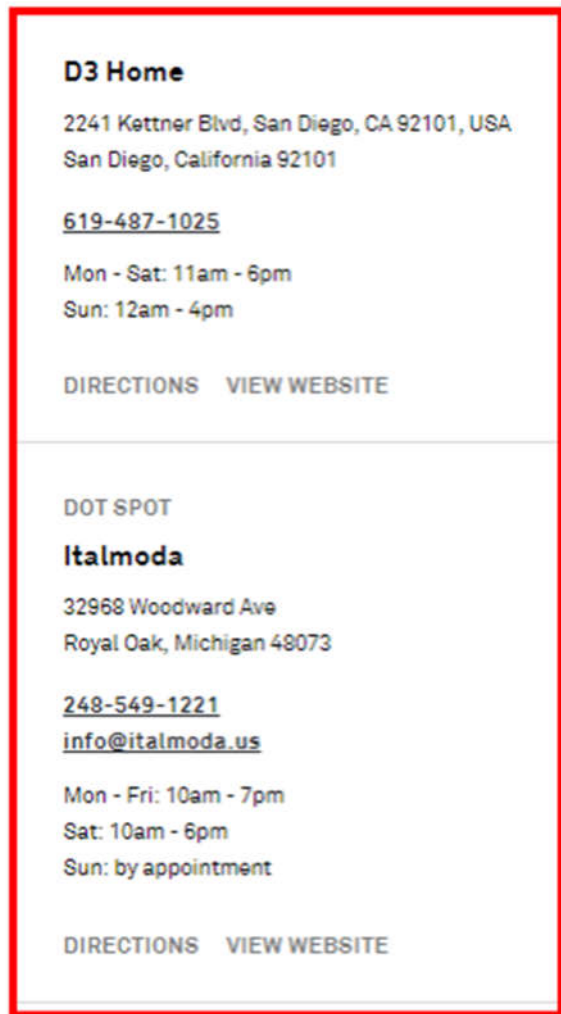 D3 Home
2241 Kettner Blvd, San Diego, CA 92101, USA
San Diego, California 92101
619-487-1025
Mon - Sat: 11am - 6pm
Sun: 12am - 4pm
DIRECTIONS VIEW WEBSITE
DOT SPOT
Italmoda
32968 Woodward Ave
Royal Oak, Michigan 48073
248-549-1221
info@italmoda.us
Mon - Fri: 10am - 7pm
Sat: 10am - 6pm
Sun: by appointment
DIRECTIONS VIEW WEBSITE